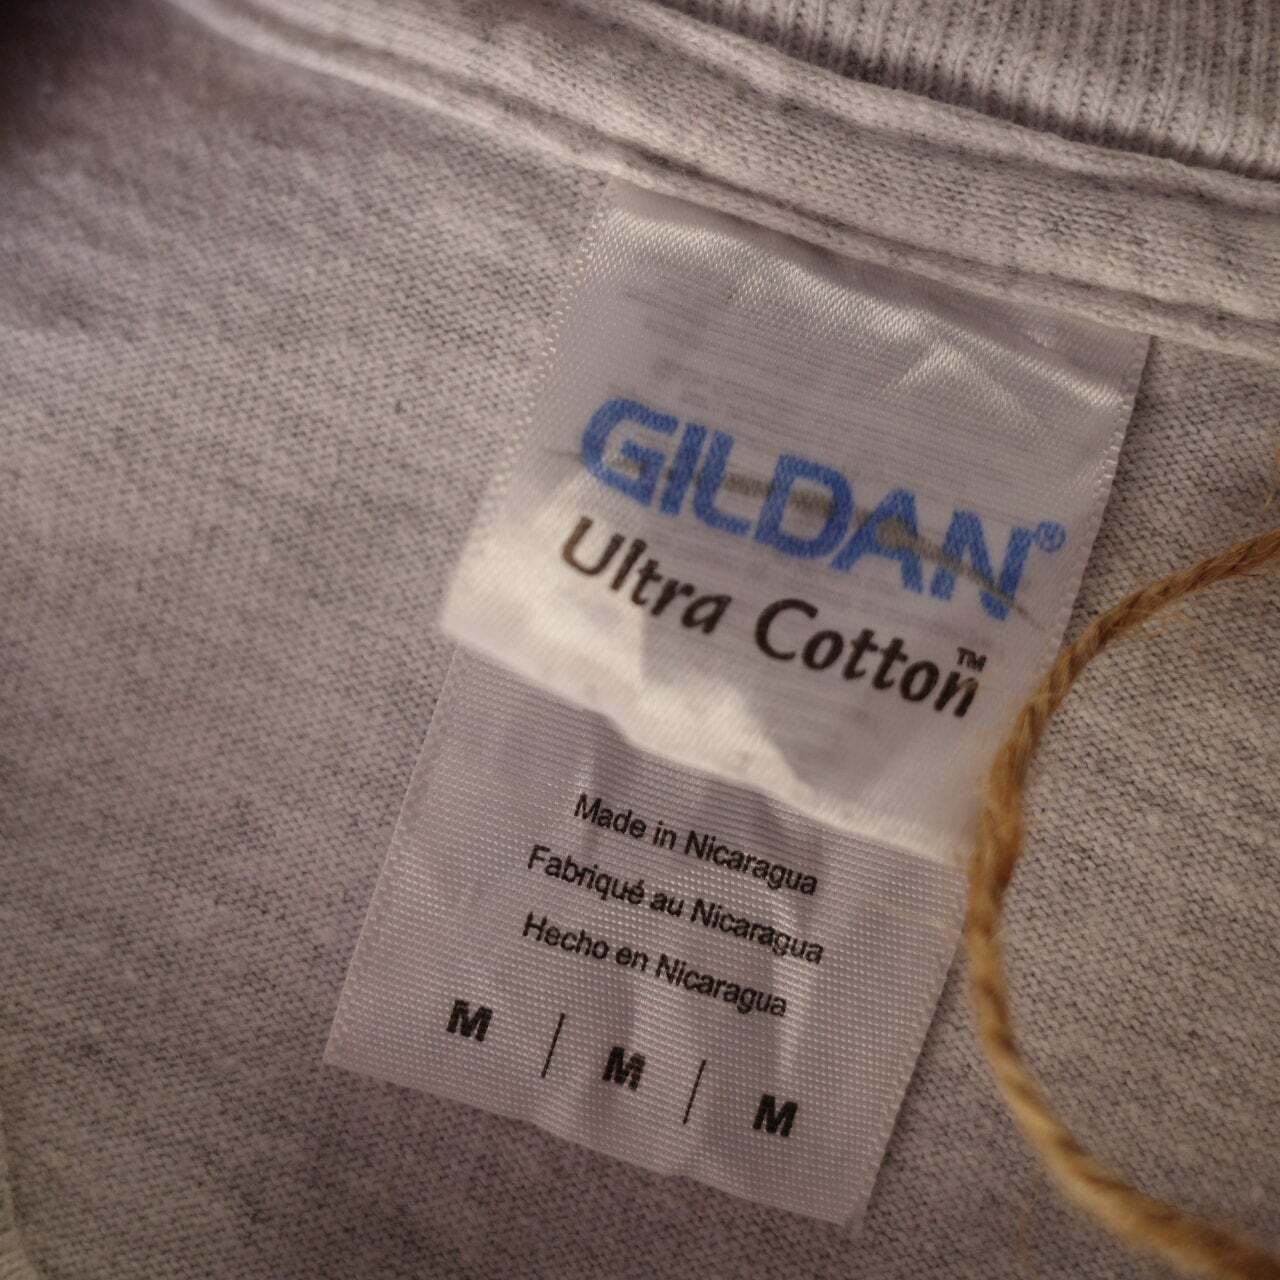 GILDAN®
Ultra Cotton™
Made in Nicaragua
Fabriqué au Nicaragua
Hecho en Nicaragua
M | M | M